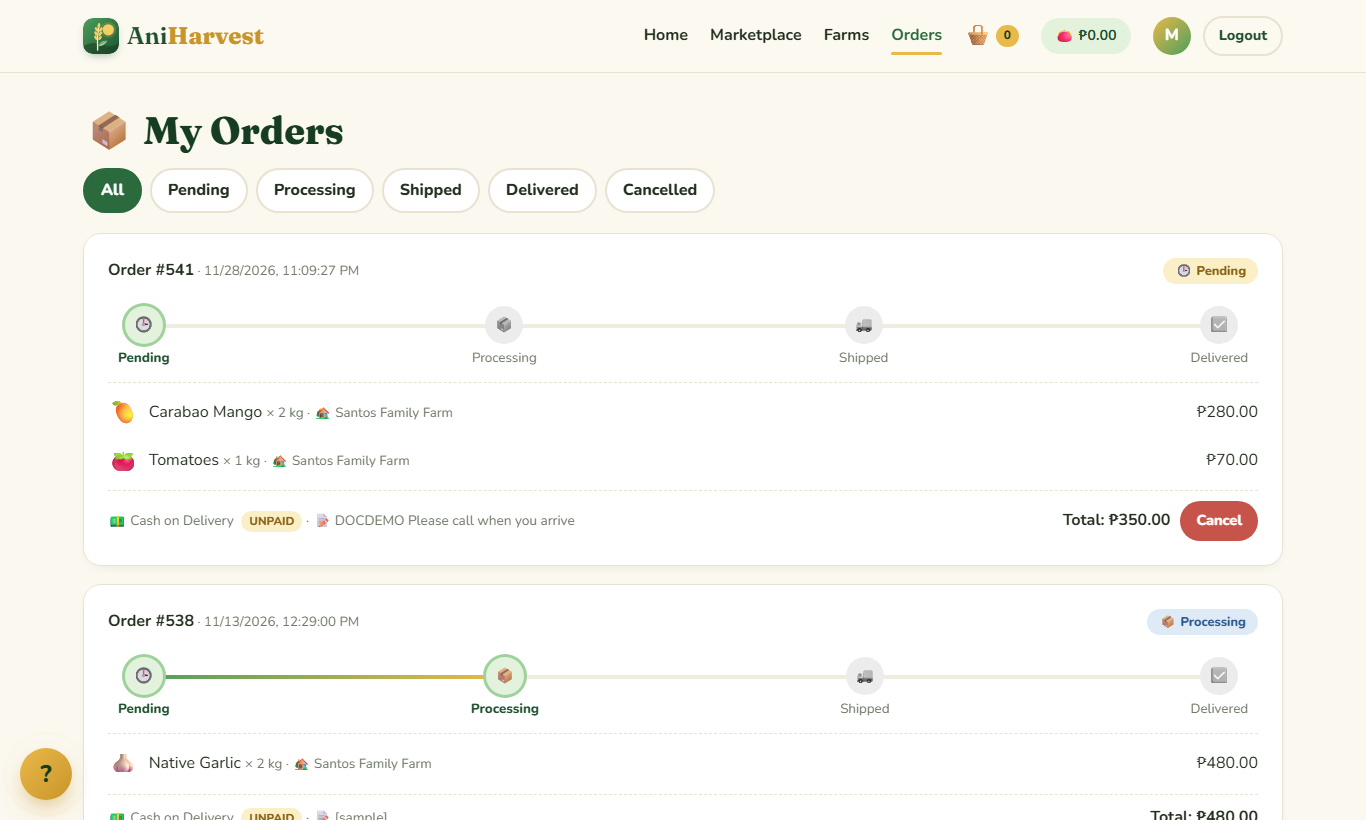 AniHarvest
Home Marketplace Farms Orders 0 ₱0.00 M Logout
My Orders
All Pending Processing Shipped Delivered Cancelled
Order #541 · 11/28/2026, 11:09:27 PM Pending
Pending Processing Shipped Delivered
Carabao Mango × 2 kg · Santos Family Farm ₱280.00
Tomatoes × 1 kg · Santos Family Farm ₱70.00
Cash on Delivery UNPAID · DOCDEMO Please call when you arrive Total: ₱350.00 Cancel
Order #538 · 11/13/2026, 12:29:00 PM Processing
Pending Processing Shipped Delivered
Native Garlic × 2 kg · Santos Family Farm ₱480.00
Cash on Delivery UNPAID · [sample] Total: ₱480.00
?